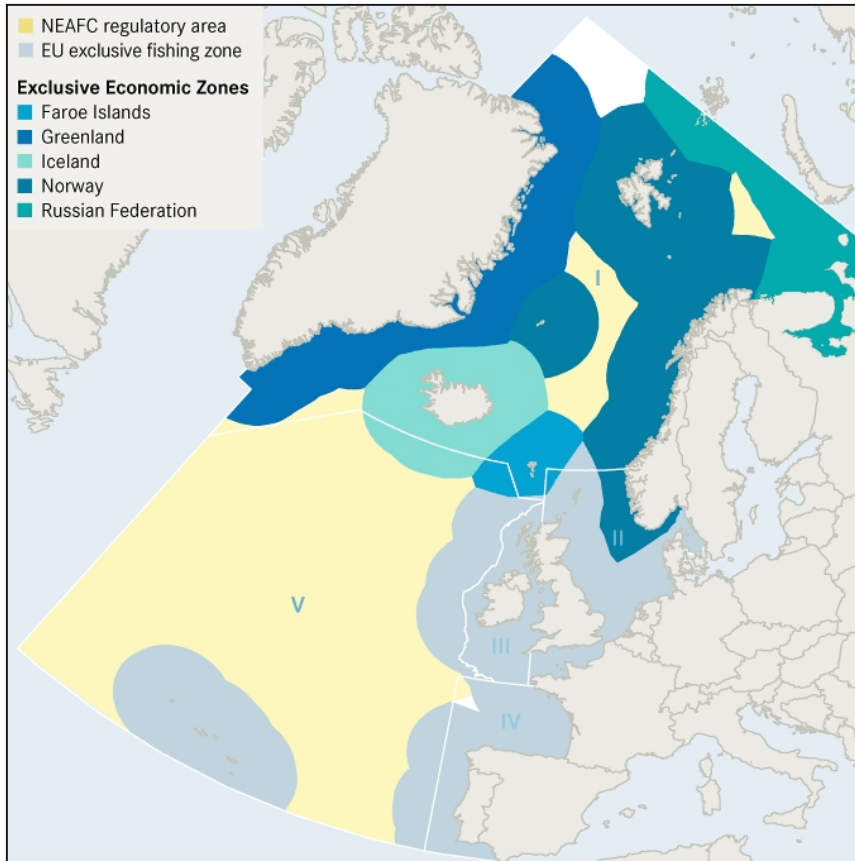 NEAFC regulatory area
EU exclusive fishing zone
Exclusive Economic Zones
Faroe Islands
Greenland
Iceland
Norway
Russian Federation
I
II
V
III
IV